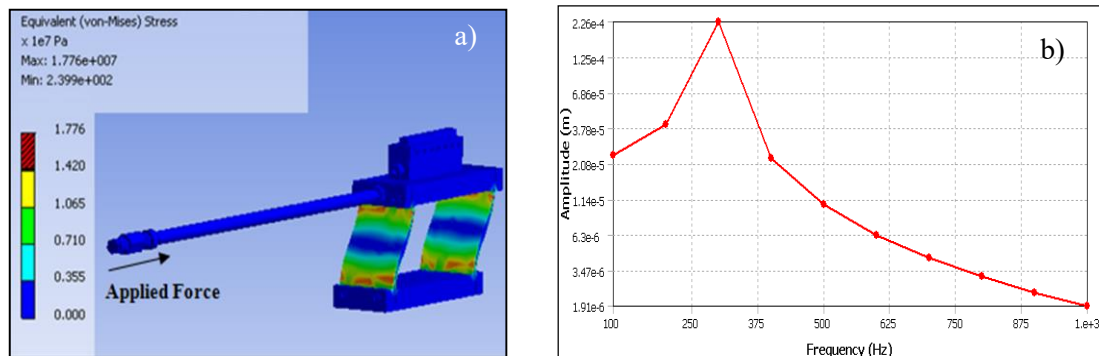 Equivalent (von-Mises) Stress
x 1e7 Pa
Max: 1.776e+007
Min: 2.399e+002
a)
1.776
1.420
1.065
0.710
0.355
0.000
Applied Force
b)
Amplitude (m)
2.26e-4
1.25e-4
6.86e-5
3.78e-5
2.08e-5
1.14e-5
6.3e-6
3.47e-6
1.91e-6
100 250 375 500 625 750 875 1.e+3
Frequency (Hz)